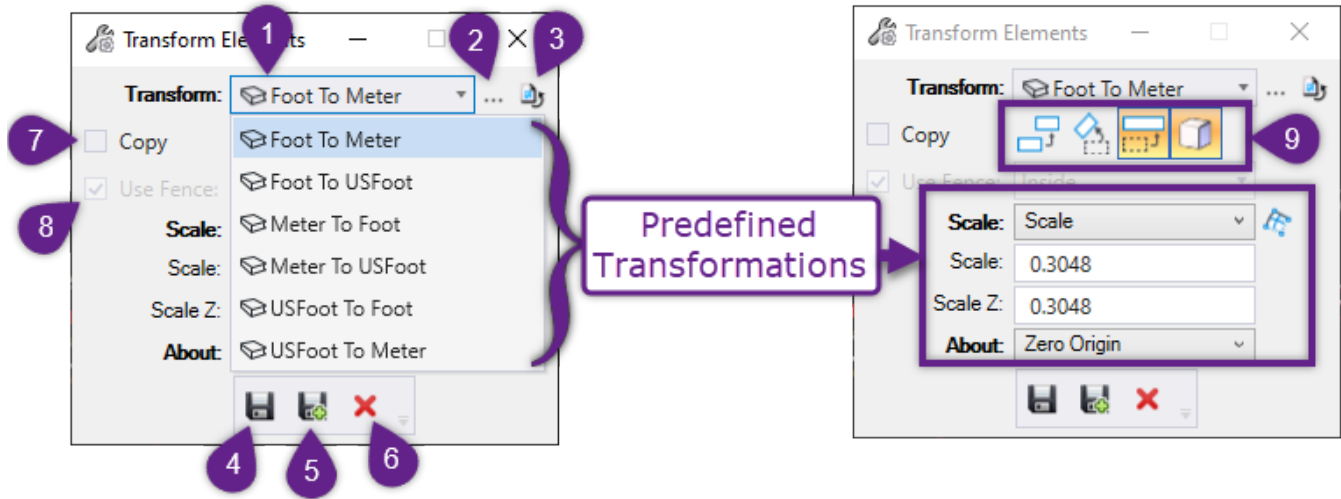 1
2
3
Transform Elements
Transform: Foot To Meter ...
7
Copy
Foot To Meter
8
Use Fence:
Foot To USFoot
Scale:
Meter To Foot
Scale:
Meter To USFoot
Scale Z:
USFoot To Foot
About:
USFoot To Meter
4
5
6
Predefined
Transformations
Transform Elements
Transform: Foot To Meter ...
Copy
9
Use Fence: Inside
Scale: Scale
Scale: 0.3048
Scale Z: 0.3048
About: Zero Origin